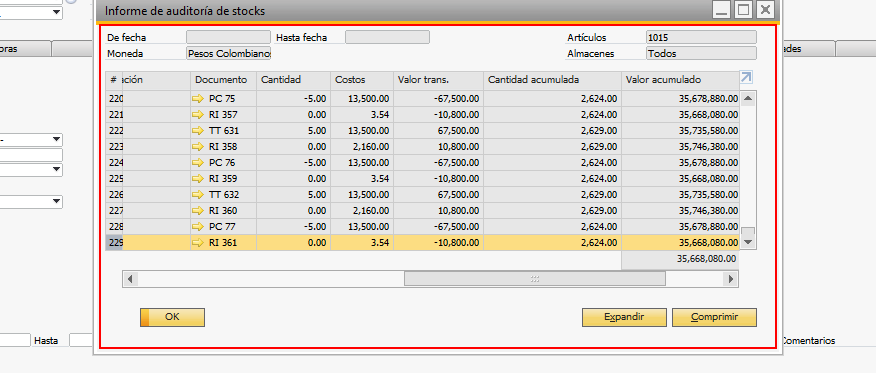 Informe de auditoría de stocks
De fecha Hasta fecha Artículos 1015
Moneda Pesos Colombianos Almacenes Todos
oras
ades
# ación Documento Cantidad Costos Valor trans. Cantidad acumulada Valor acumulado
220 PC 75 -5.00 13,500.00 -67,500.00 2,624.00 35,678,880.00
221 RI 357 0.00 3.54 -10,800.00 2,624.00 35,668,080.00
222 TT 631 5.00 13,500.00 67,500.00 2,629.00 35,735,580.00
223 RI 358 0.00 2,160.00 10,800.00 2,629.00 35,746,380.00
224 PC 76 -5.00 13,500.00 -67,500.00 2,624.00 35,678,880.00
225 RI 359 0.00 3.54 -10,800.00 2,624.00 35,668,080.00
226 TT 632 5.00 13,500.00 67,500.00 2,629.00 35,735,580.00
227 RI 360 0.00 2,160.00 10,800.00 2,629.00 35,746,380.00
228 PC 77 -5.00 13,500.00 -67,500.00 2,624.00 35,678,880.00
229 RI 361 0.00 3.54 -10,800.00 2,624.00 35,668,080.00
35,668,080.00
OK Expandir Comprimir
Hasta Comentarios